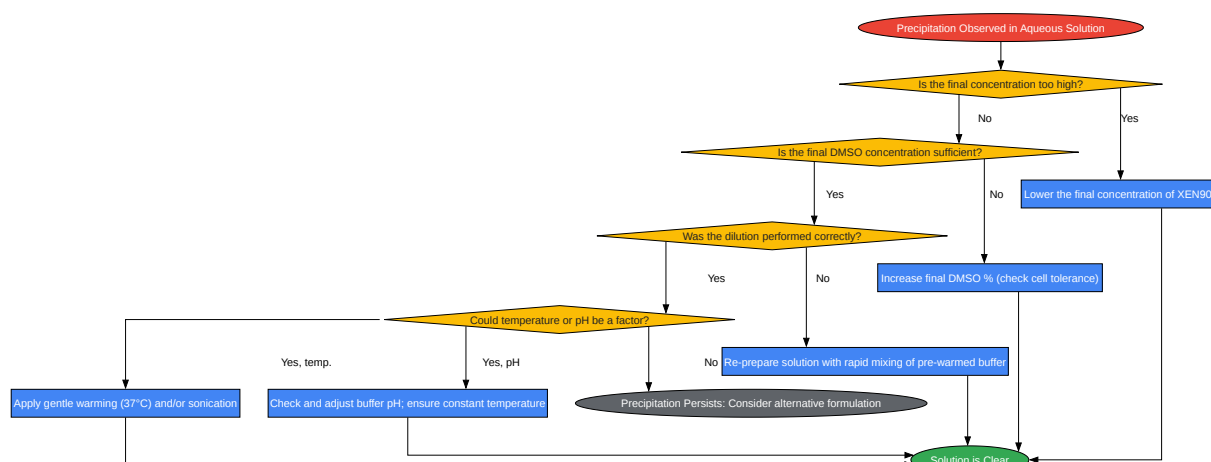 Precipitation Observed in Aqueous Solution
Is the final concentration too high?
No
Yes
Is the final DMSO concentration sufficient?
Yes
No
Lower the final concentration of XEN90
Was the dilution performed correctly?
Yes
No
Increase final DMSO % (check cell tolerance)
Could temperature or pH be a factor?
Yes, temp.
Yes, pH
No
Re-prepare solution with rapid mixing of pre-warmed buffer
Apply gentle warming (37°C) and/or sonication
Check and adjust buffer pH; ensure constant temperature
Precipitation Persists: Consider alternative formulation
Solution is Clear